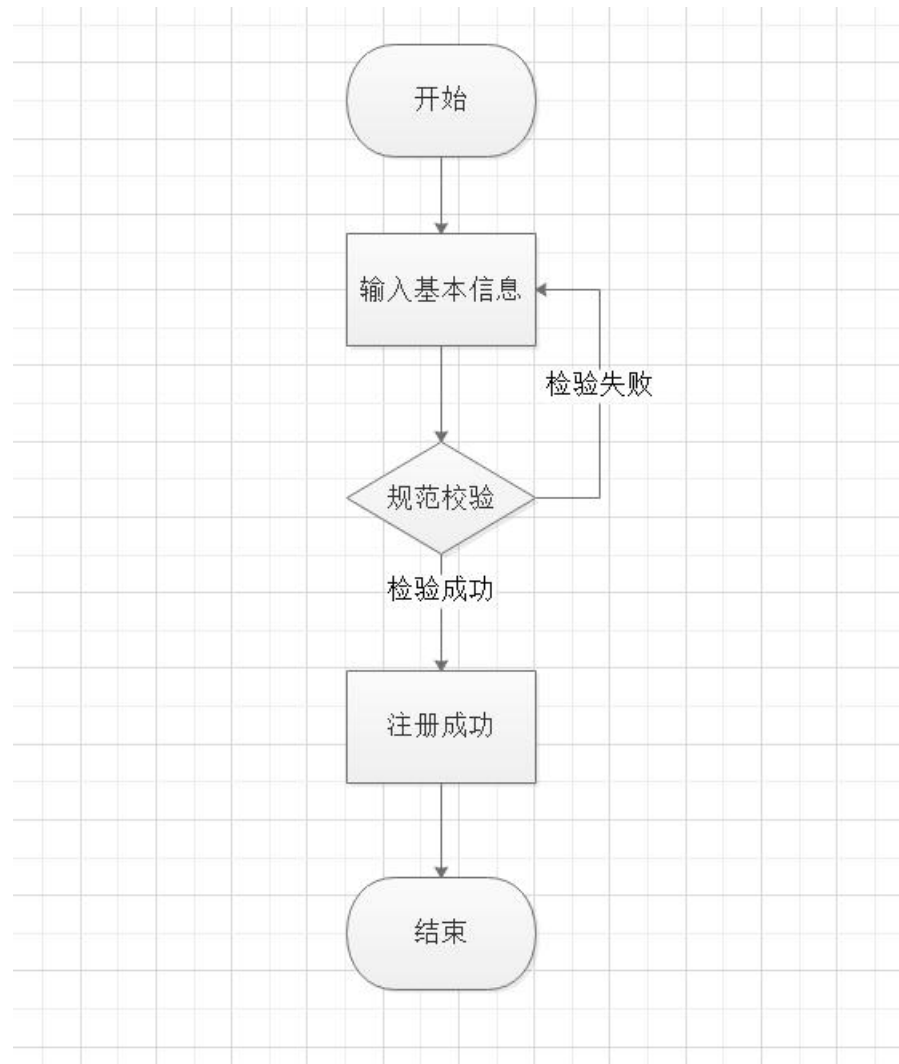 开始
输入基本信息
检验失败
规范校验
检验成功
注册成功
结束